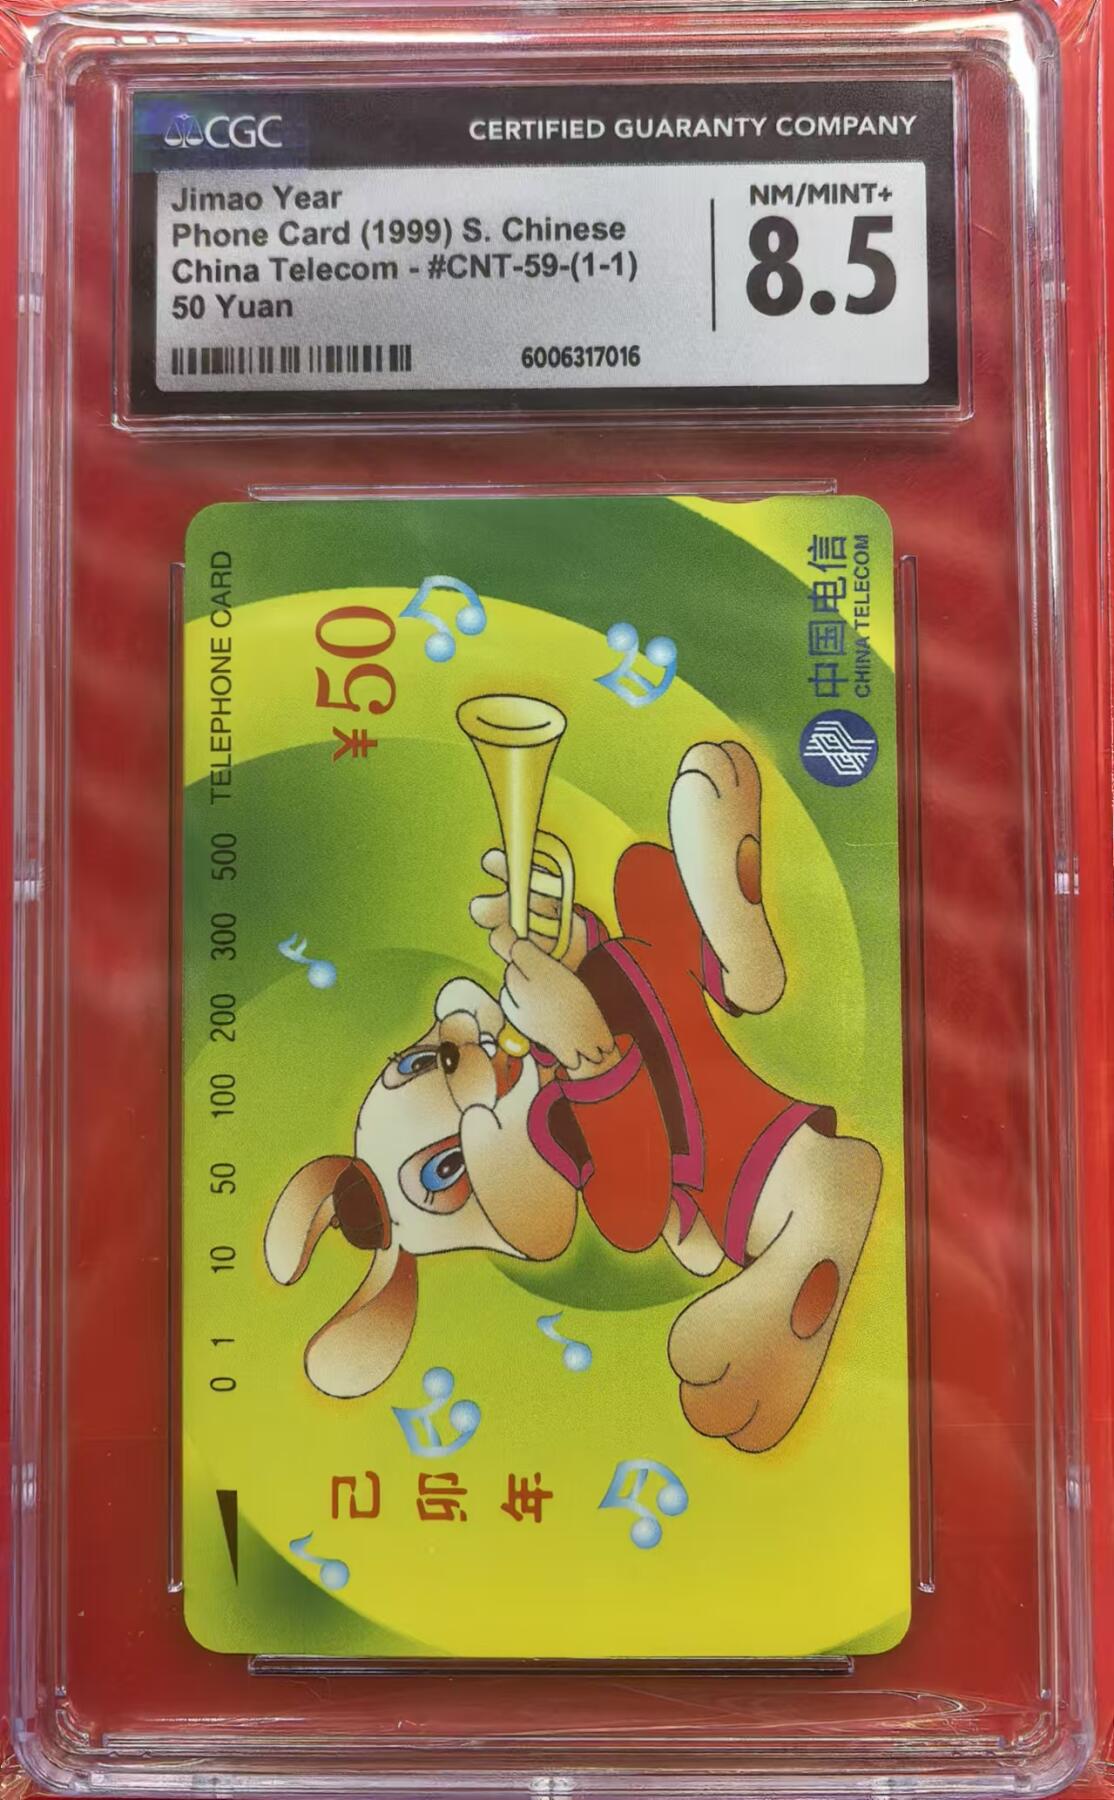 CGC
CERTIFIED GUARANTY COMPANY
Jimao Year
Phone Card (1999) S. Chinese
China Telecom - #CNT-59-(1-1)
50 Yuan
NM/MINT+
8.5
6006317016
中国电信
CHINA TELECOM
¥50
己卯年
0 1 10 50 100 200 300 500 TELEPHONE CARD